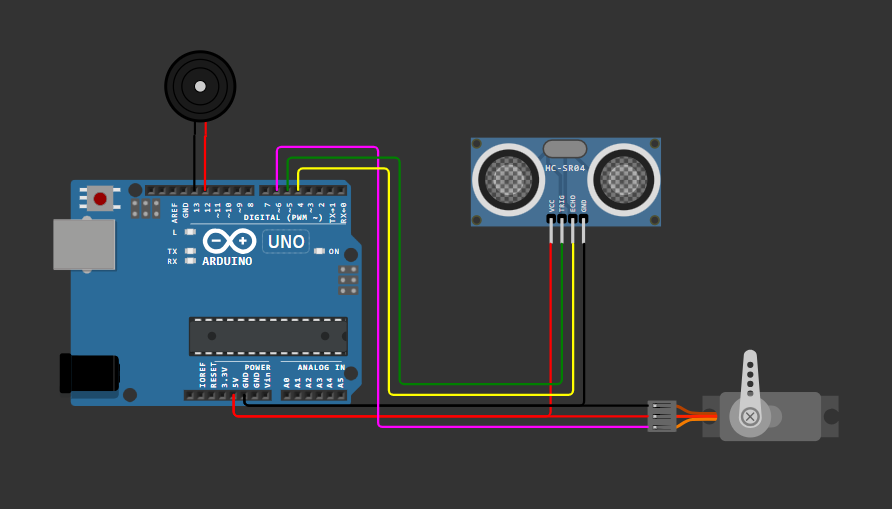 HC-SR04
VCC
TRIG
ECHO
GND
AREF
GND
13
12
~11
~10
~9
8
7
~6
~5
4
~3
2
TX→1
RX←0
DIGITAL (PWM ~)
L
TX
RX
UNO
ON
ARDUINO
POWER
ANALOG IN
IOREF
RESET
3.3V
5V
GND
GND
Vin
A0
A1
A2
A3
A4
A5